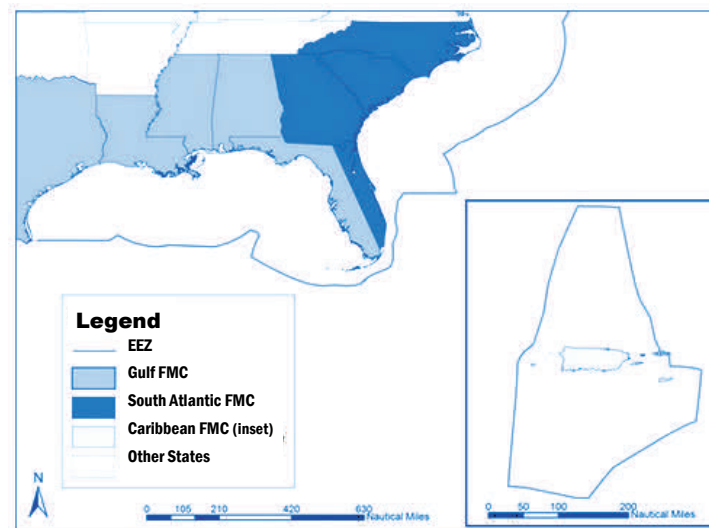 Legend
EEZ
Gulf FMC
South Atlantic FMC
Caribbean FMC (inset)
Other States
N
0 105 210 420 630
Nautical Miles
0 50 100 200
Nautical Miles